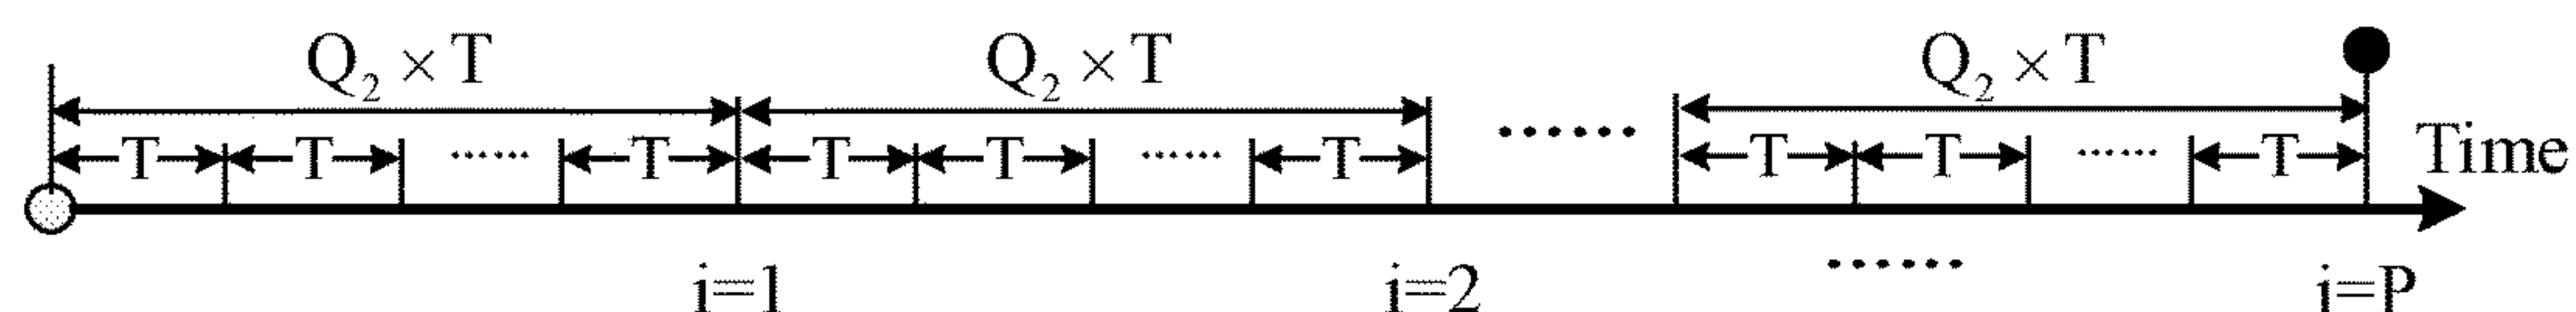 Q₂ × T Q₂ × T Q₂ × T
T T ...... T T T ...... T ...... T T ...... T Time
......
i=1 i=2 i=P